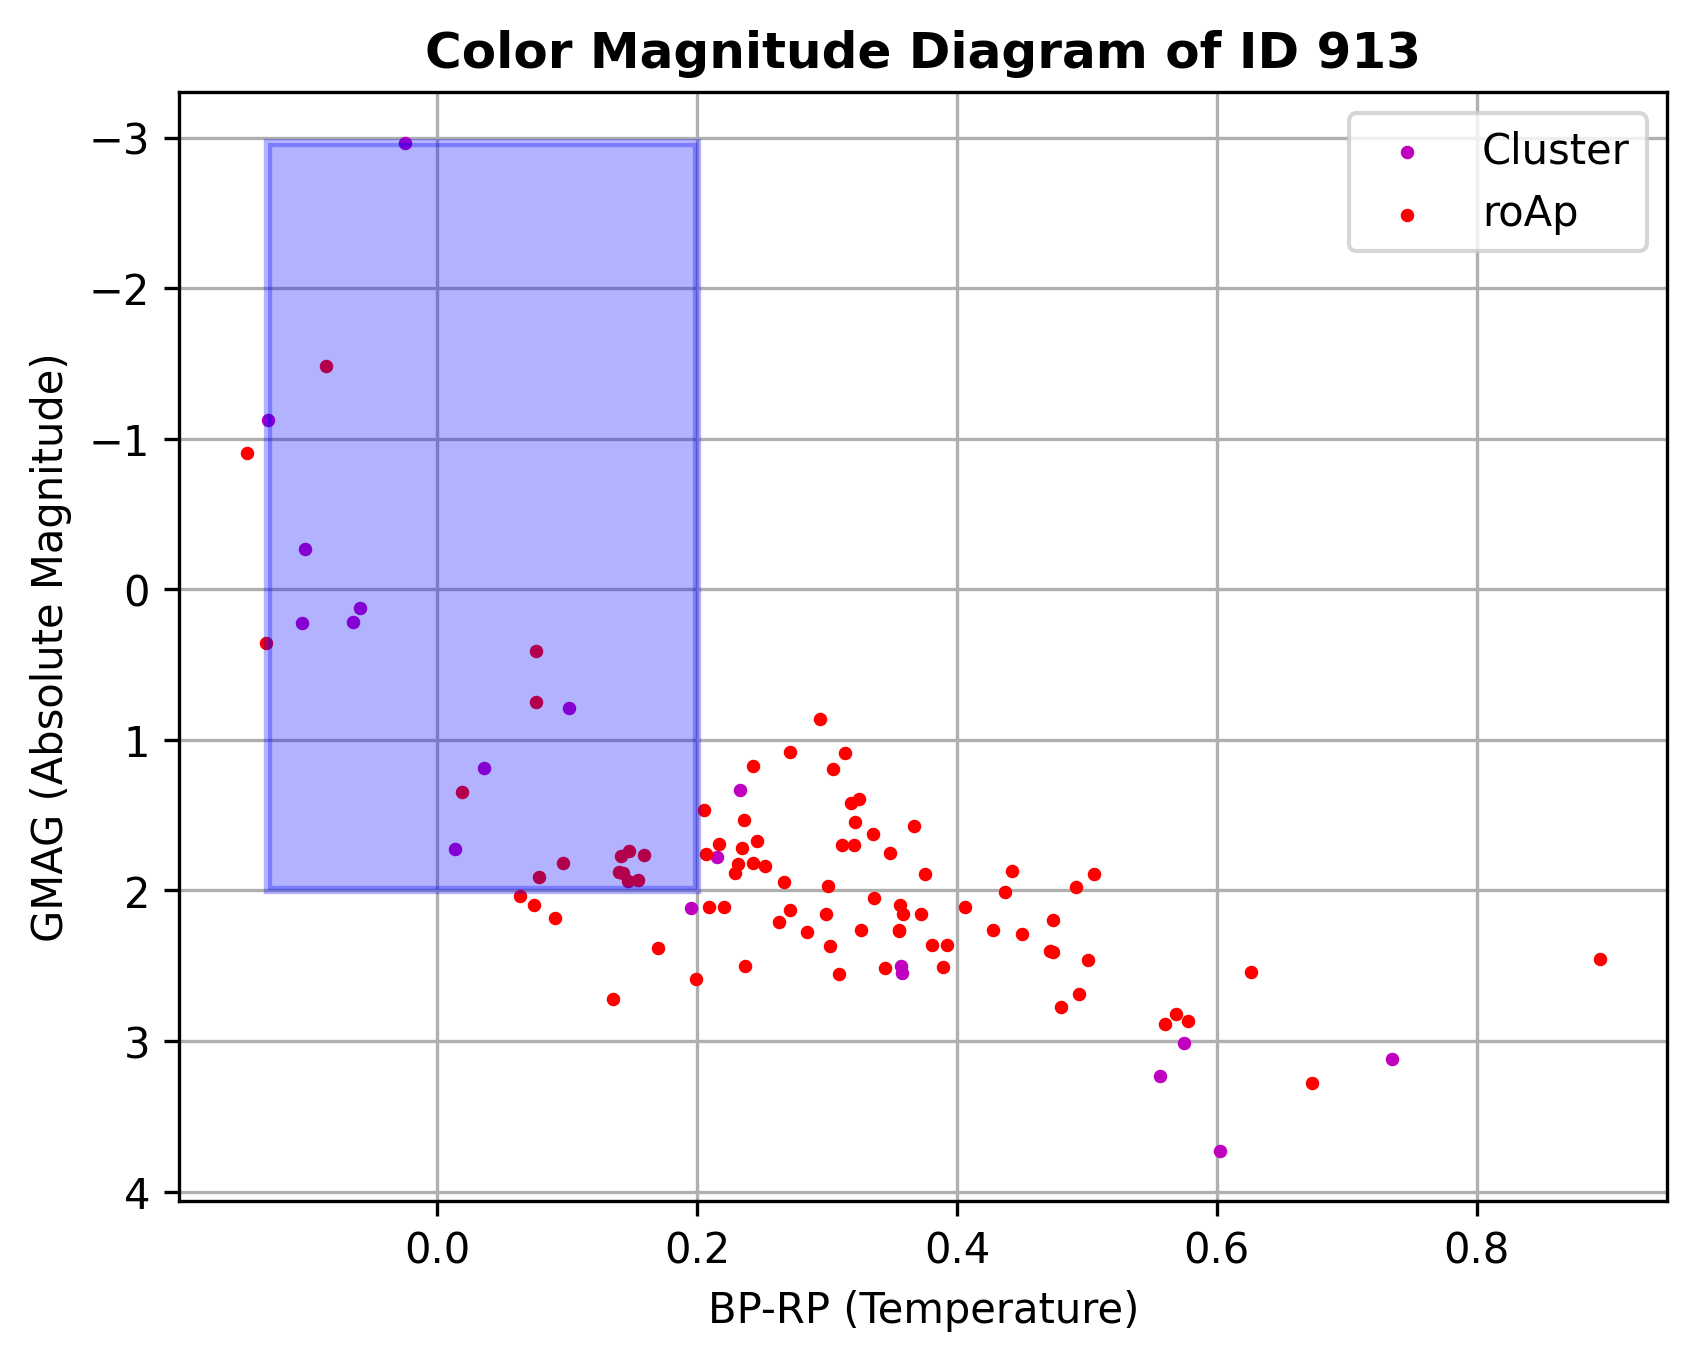 Color Magnitude Diagram of ID 913
Cluster
roAp
GMAG (Absolute Magnitude)
−3
−2
−1
0
1
2
3
4
0.0 0.2 0.4 0.6 0.8
BP-RP (Temperature)